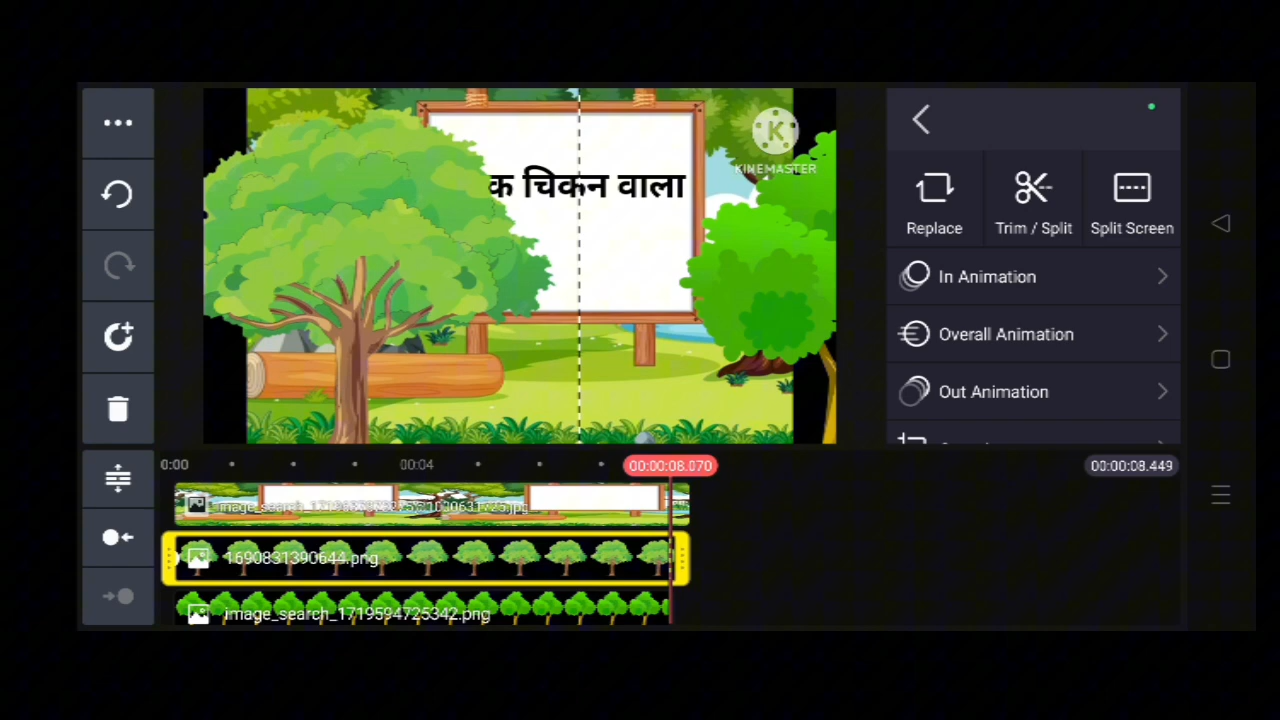 क चिकन वाला
KINEMASTER
Replace
Trim / Split
Split Screen
In Animation
Overall Animation
Out Animation
0:00
00:04
00:00:08.070
00:00:08.449
1690831390644.png
image_search_1719594725342.png